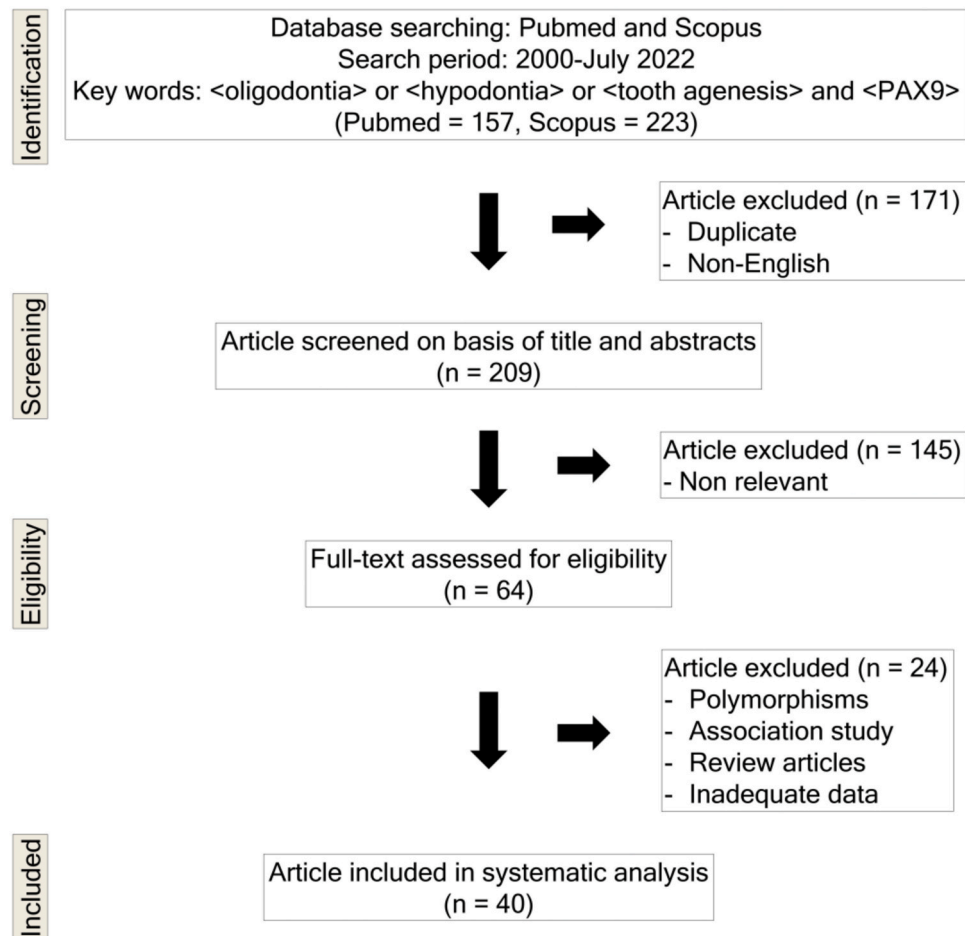 Identification
Database searching: Pubmed and Scopus
Search period: 2000-July 2022
Key words: <oligodontia> or <hypodontia> or <tooth agenesis> and <PAX9>
(Pubmed = 157, Scopus = 223)
Article excluded (n = 171)
- Duplicate
- Non-English
Screening
Article screened on basis of title and abstracts
(n = 209)
Article excluded (n = 145)
- Non relevant
Eligibility
Full-text assessed for eligibility
(n = 64)
Article excluded (n = 24)
- Polymorphisms
- Association study
- Review articles
- Inadequate data
Included
Article included in systematic analysis
(n = 40)